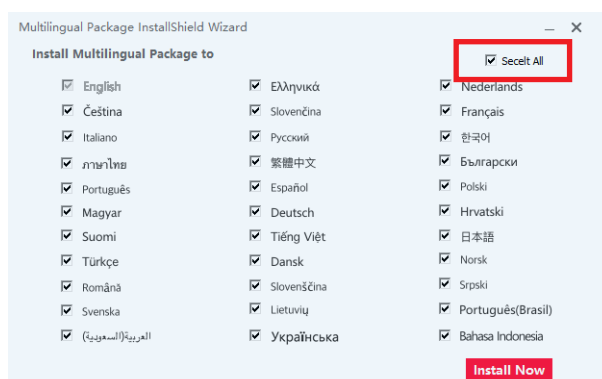 Multilingual Package InstallShield Wizard
Install Multilingual Package to
Secelt All
English Ελληνικά Nederlands
Čeština Slovenčina Français
Italiano Русский 한국어
ภาษาไทย 繁體中文 Български
Português Español Polski
Magyar Deutsch Hrvatski
Suomi Tiếng Việt 日本語
Türkçe Dansk Norsk
Română Slovenščina Srpski
Svenska Lietuvių Português(Brasil)
العربية(السعودية) Українська Bahasa Indonesia
Install Now